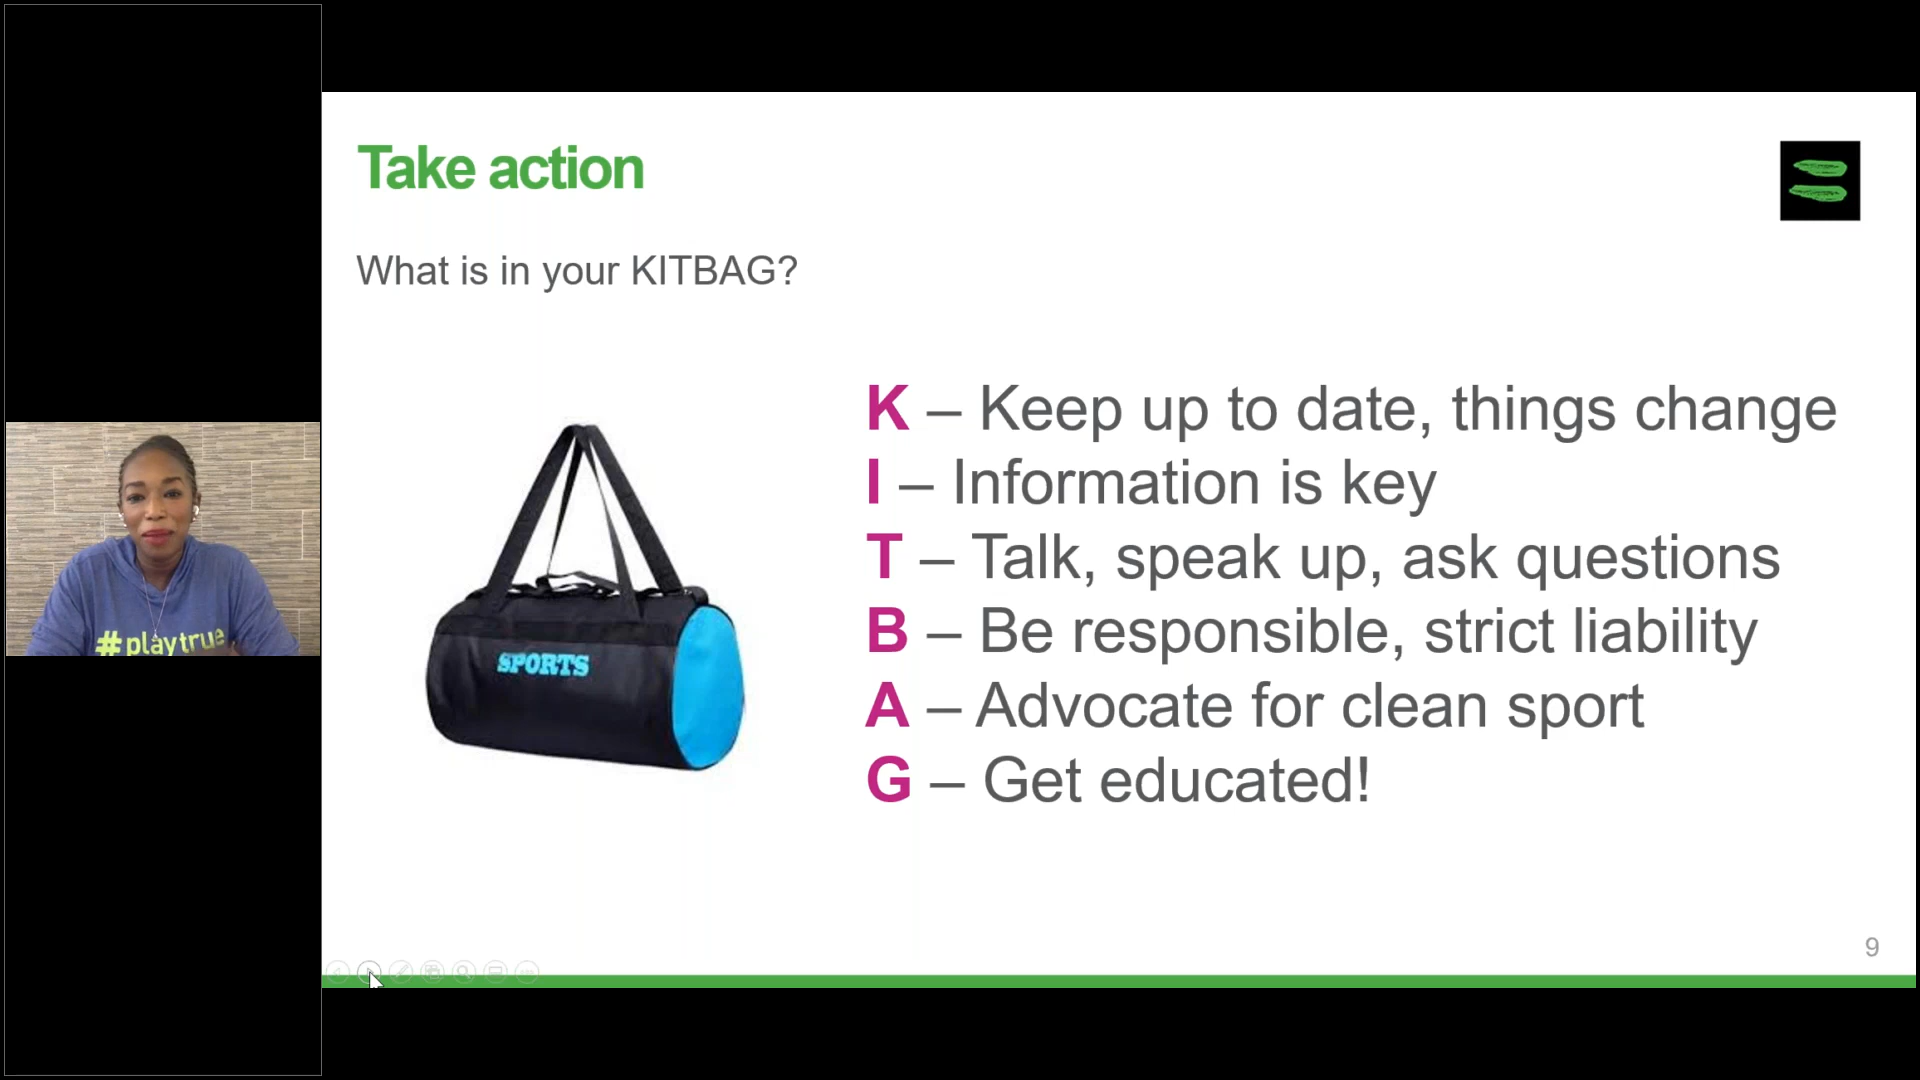 Take action
What is in your KITBAG?
K – Keep up to date, things change
I – Information is key
T – Talk, speak up, ask questions
B – Be responsible, strict liability
A – Advocate for clean sport
G – Get educated!
SPORTS
#playtrue
9